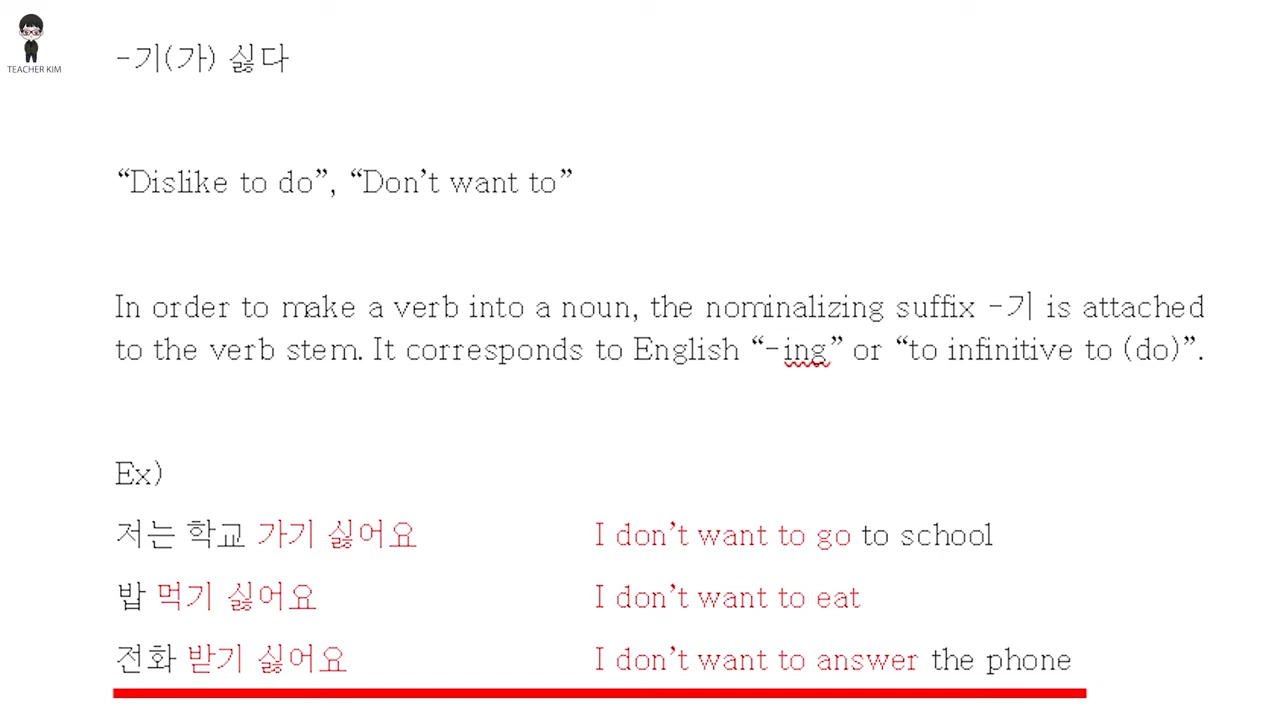 TEACHER KIM
-기(가) 싫다
“Dislike to do”, “Don’t want to”
In order to make a verb into a noun, the nominalizing suffix -기 is attached
to the verb stem. It corresponds to English “-ing” or “to infinitive to (do)”.
Ex)
저는 학교 가기 싫어요 I don’t want to go to school
밥 먹기 싫어요 I don’t want to eat
전화 받기 싫어요 I don’t want to answer the phone